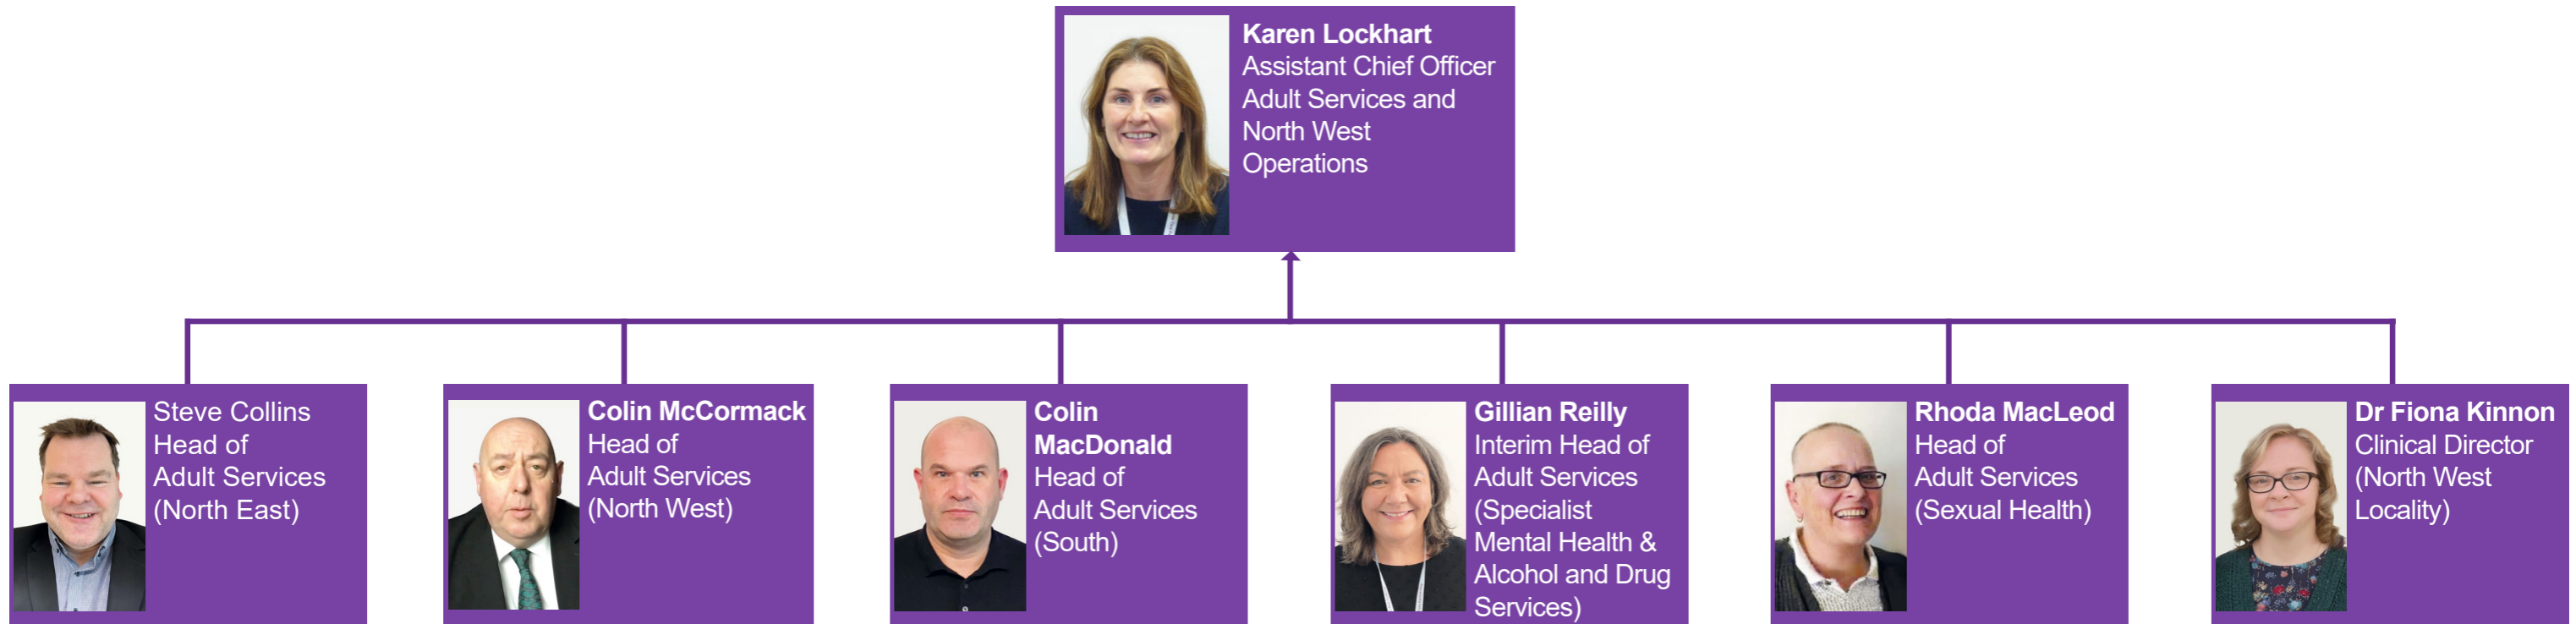 Karen Lockhart
Assistant Chief Officer
Adult Services and
North West
Operations
Steve Collins
Head of
Adult Services
(North East)
Colin McCormack
Head of
Adult Services
(North West)
Colin
MacDonald
Head of
Adult Services
(South)
Gillian Reilly
Interim Head of
Adult Services
(Specialist
Mental Health &
Alcohol and Drug
Services)
Rhoda MacLeod
Head of
Adult Services
(Sexual Health)
Dr Fiona Kinnon
Clinical Director
(North West
Locality)